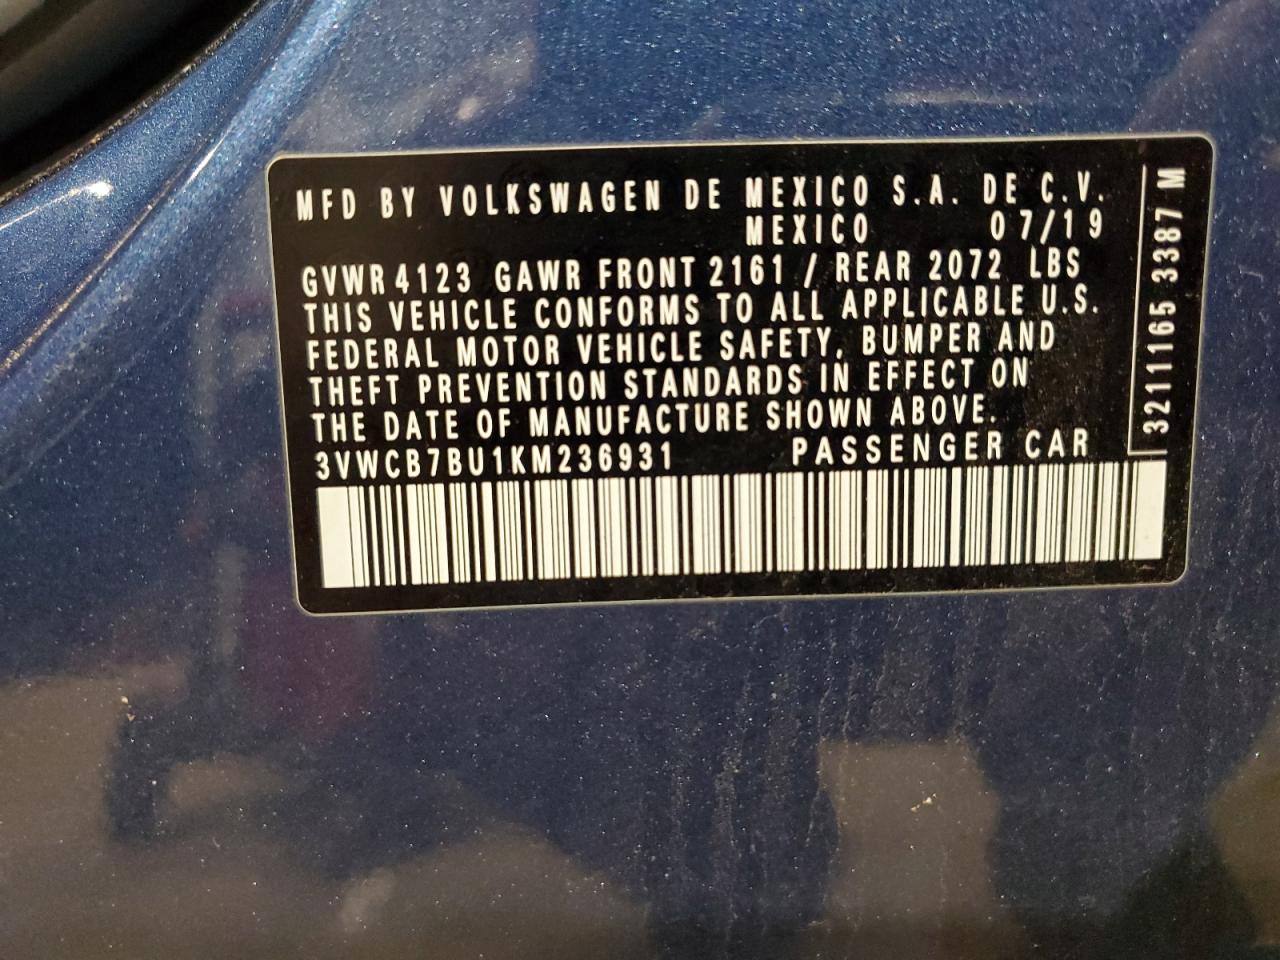 MFD BY VOLKSWAGEN DE MEXICO S.A. DE C.V.
MEXICO 07/19
GVWR 4123 GAWR FRONT 2161 / REAR 2072 LBS
THIS VEHICLE CONFORMS TO ALL APPLICABLE U.S.
FEDERAL MOTOR VEHICLE SAFETY, BUMPER AND
THEFT PREVENTION STANDARDS IN EFFECT ON
THE DATE OF MANUFACTURE SHOWN ABOVE.
3VWCB7BU1KM236931 PASSENGER CAR
3211165 3387 M